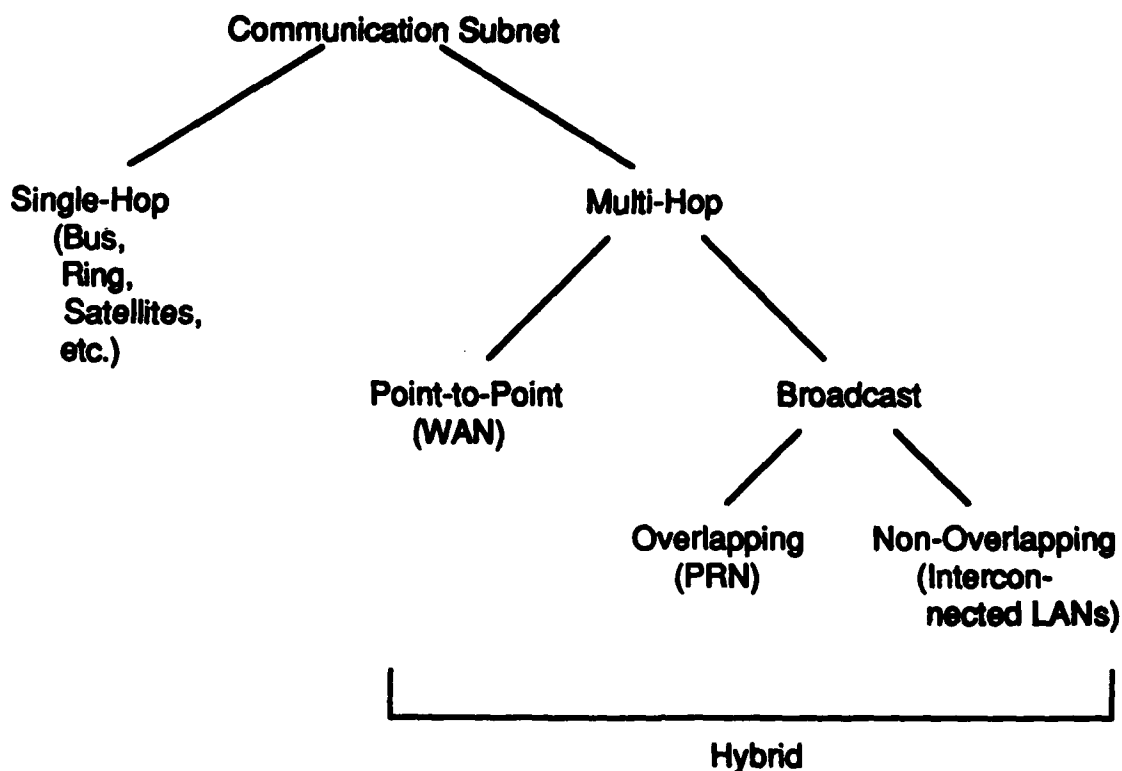 Communication Subnet
Single-Hop
(Bus,
Ring,
Satellites,
etc.)
Multi-Hop
Point-to-Point
(WAN)
Broadcast
Overlapping
(PRN)
Non-Overlapping
(Intercon-
nected LANs)
Hybrid